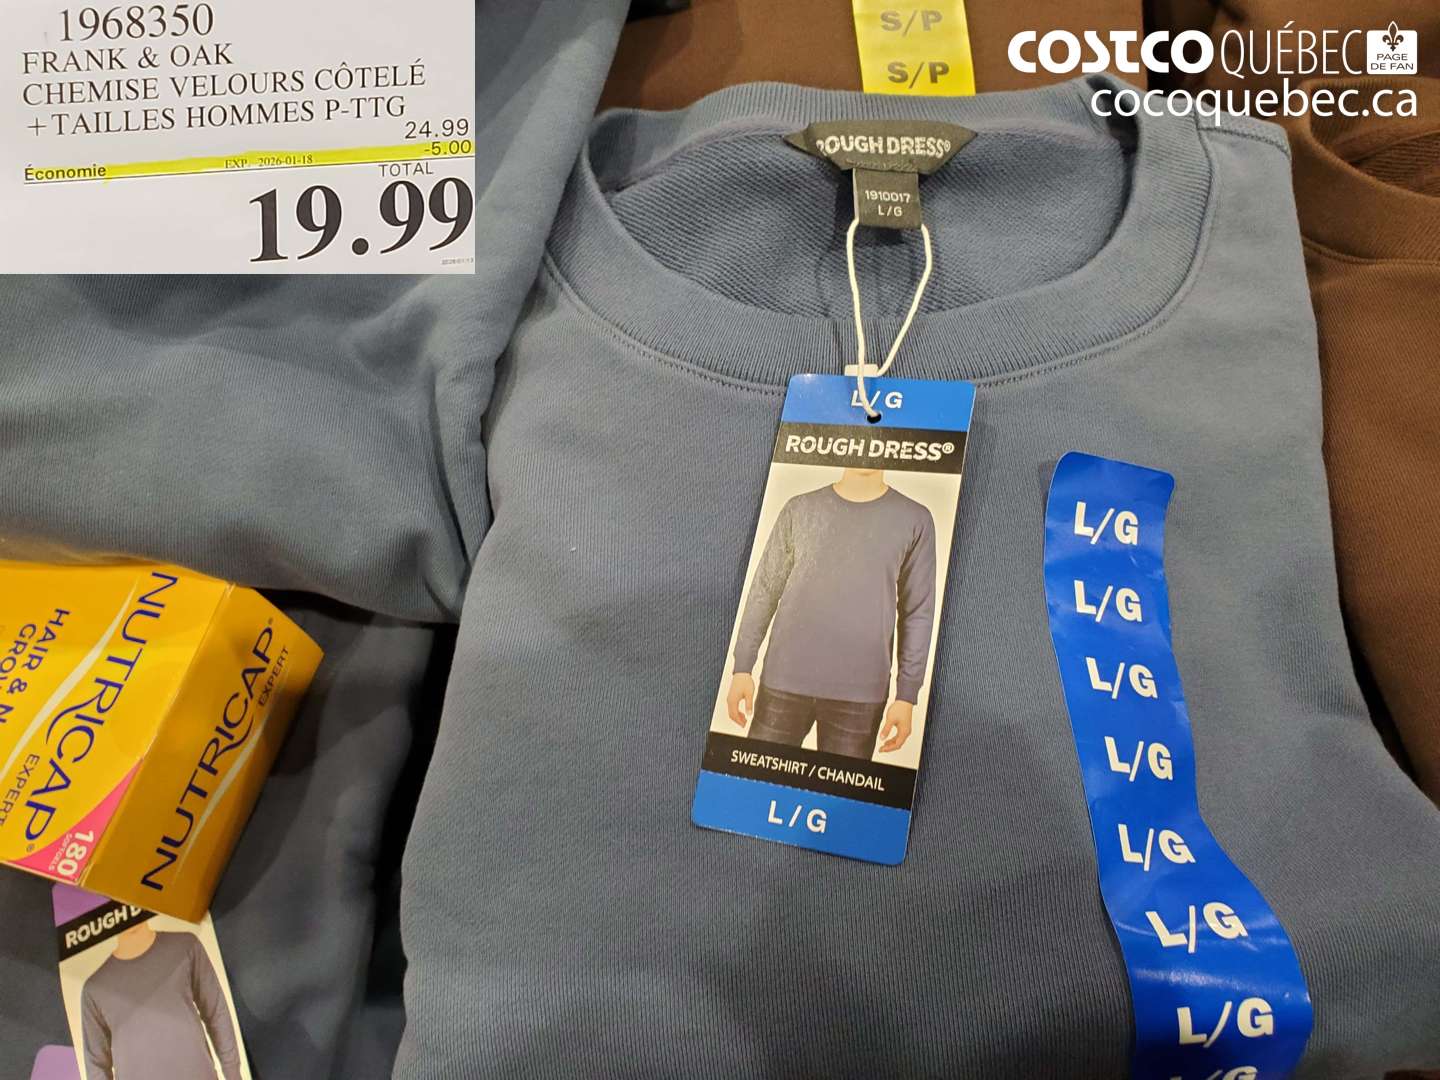 1968350
FRANK & OAK
CHEMISE VELOURS CÔTELÉ
+TAILLES HOMMES P-TTG
24.99
Économie EXP. 2026-01-18 -5.00
TOTAL
19.99
S/P
S/P
COSTCO QUÉBEC
PAGE DE FAN
cocoquebec.ca
ROUGH DRESS®
1910017
L/G
L/G
ROUGH DRESS®
SWEATSHIRT / CHANDAIL
L/G
L/G
L/G
L/G
L/G
L/G
L/G
L/G
NUTRICAP
EXPERT
HAIR &
180
SOFTGELS
NUTRICAP®
EXPERT
ROUGH